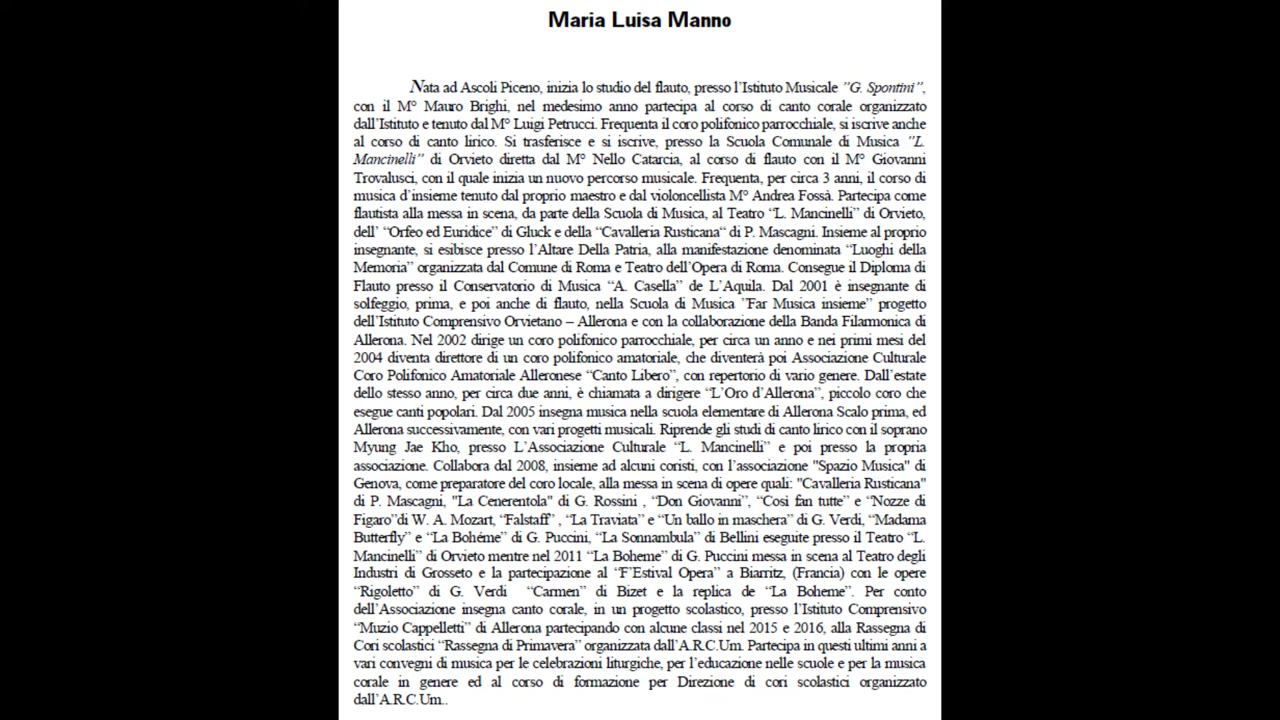 Maria Luisa Manno
Nata ad Ascoli Piceno, inizia lo studio del flauto, presso l'Istituto Musicale "G. Spontini",
con il M° Mauro Brighi, nel medesimo anno partecipa al corso di canto corale organizzato
dall'Istituto e tenuto dal M° Luigi Petrucci. Frequenta il coro polifonico parrocchiale, si iscrive anche
al corso di canto lirico. Si trasferisce e si iscrive, presso la Scuola Comunale di Musica "L.
Mancinelli" di Orvieto diretta dal M° Nello Catarcia, al corso di flauto con il M° Giovanni
Trovalusci, con il quale inizia un nuovo percorso musicale. Frequenta, per circa 3 anni, il corso di
musica d'insieme tenuto dal proprio maestro e dal violoncellista M° Andrea Fossà. Partecipa come
flautista alla messa in scena, da parte della Scuola di Musica, al Teatro “L. Mancinelli” di Orvieto,
dell' “Orfeo ed Euridice” di Gluck e della “Cavalleria Rusticana“ di P. Mascagni. Insieme al proprio
insegnante, si esibisce presso l'Altare Della Patria, alla manifestazione denominata “Luoghi della
Memoria” organizzata dal Comune di Roma e Teatro dell'Opera di Roma. Consegue il Diploma di
Flauto presso il Conservatorio di Musica “A. Casella” de L'Aquila. Dal 2001 è insegnante di
solfeggio, prima, e poi anche di flauto, nella Scuola di Musica ”Far Musica insieme” progetto
dell'Istituto Comprensivo Orvietano – Allerona e con la collaborazione della Banda Filarmonica di
Allerona. Nel 2002 dirige un coro polifonico parrocchiale, per circa un anno e nei primi mesi del
2004 diventa direttore di un coro polifonico amatoriale, che diventerà poi Associazione Culturale
Coro Polifonico Amatoriale Alleronese “Canto Libero”, con repertorio di vario genere. Dall'estate
dello stesso anno, per circa due anni, è chiamata a dirigere “L'Oro d'Allerona”, piccolo coro che
esegue canti popolari. Dal 2005 insegna musica nella scuola elementare di Allerona Scalo prima, ed
Allerona successivamente, con vari progetti musicali. Riprende gli studi di canto lirico con il soprano
Myung Jae Kho, presso L'Associazione Culturale “L. Mancinelli” e poi presso la propria
associazione. Collabora dal 2008, insieme ad alcuni coristi, con l'associazione "Spazio Musica" di
Genova, come preparatore del coro locale, alla messa in scena di opere quali: "Cavalleria Rusticana"
di P. Mascagni, "La Cenerentola" di G. Rossini , “Don Giovanni”, “Così fan tutte” e “Nozze di
Figaro”di W. A. Mozart, “Falstaff” , “La Traviata” e “Un ballo in maschera” di G. Verdi, “Madama
Butterfly” e “La Bohéme” di G. Puccini, “La Sonnambula” di Bellini eseguite presso il Teatro “L.
Mancinelli” di Orvieto mentre nel 2011 “La Boheme” di G. Puccini messa in scena al Teatro degli
Industri di Grosseto e la partecipazione al “F'Estival Opera” a Biarritz, (Francia) con le opere
“Rigoletto” di G. Verdi “Carmen” di Bizet e la replica de “La Boheme”. Per conto
dell'Associazione insegna canto corale, in un progetto scolastico, presso l'Istituto Comprensivo
“Muzio Cappelletti” di Allerona partecipando con alcune classi nel 2015 e 2016, alla Rassegna di
Cori scolastici “Rassegna di Primavera” organizzata dall'A.R.C.Um. Partecipa in questi ultimi anni a
vari convegni di musica per le celebrazioni liturgiche, per l'educazione nelle scuole e per la musica
corale in genere ed al corso di formazione per Direzione di cori scolastici organizzato
dall'A.R.C.Um..